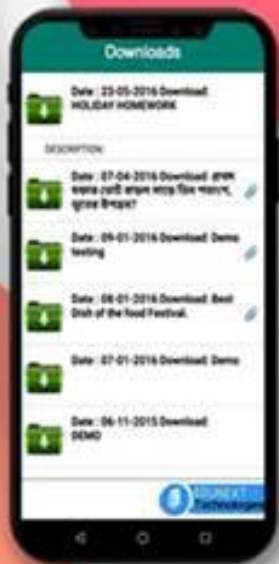 Downloads
Date : 23-05-2016 Download:
HOLIDAY HOMEWORK
DESCRIPTION:
Date : 07-04-2016 Download:
Date : 09-01-2016 Download: Demo
testing
Date : 08-01-2016 Download: Best
Dish of the food Festival.
Date : 07-01-2016 Download: Demo
Date : 06-11-2015 Download:
DEMO
EDUNEXT
Technologies